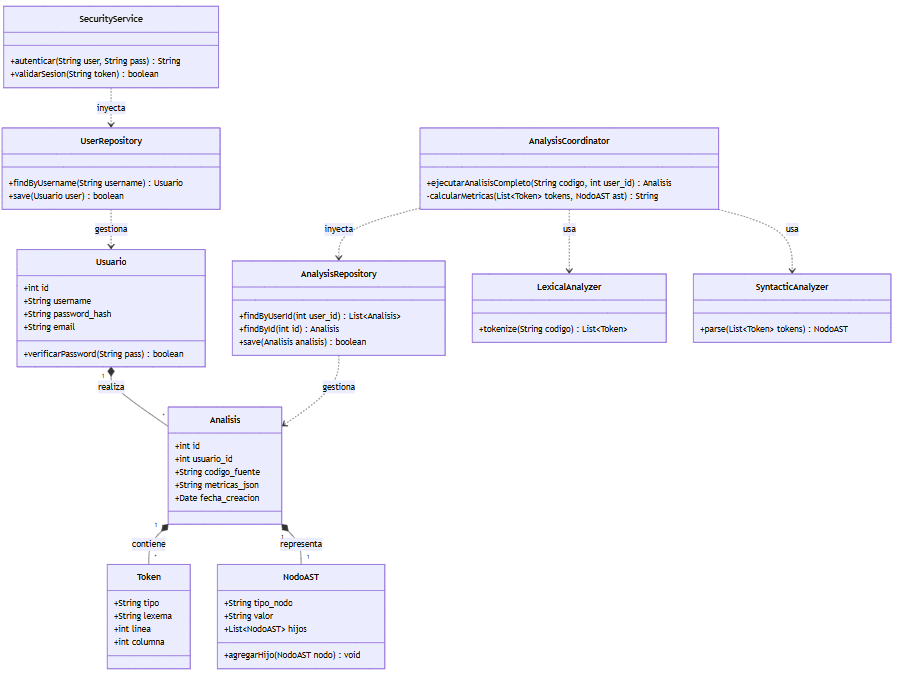 SecurityService
+autenticar(String user, String pass) : String
+validarSesion(String token) : boolean
inyecta
UserRepository
+findByUsername(String username) : Usuario
+save(Usuario user) : boolean
gestiona
Usuario
+int id
+String username
+String password_hash
+String email
+verificarPassword(String pass) : boolean
1
realiza
*
AnalysisCoordinator
+ejecutarAnalisisCompleto(String codigo, int user_id) : Analisis
-calcularMetricas(List<Token> tokens, NodoAST ast) : String
inyecta
usa
usa
AnalysisRepository
+findByUserId(int user_id) : List<Analisis>
+findById(int id) : Analisis
+save(Analisis analisis) : boolean
gestiona
LexicalAnalyzer
+tokenize(String codigo) : List<Token>
SyntacticAnalyzer
+parse(List<Token> tokens) : NodoAST
Analisis
+int id
+int usuario_id
+String codigo_fuente
+String metricas_json
+Date fecha_creacion
1
contiene
*
1
representa
1
Token
+String tipo
+String lexema
+int linea
+int columna
NodoAST
+String tipo_nodo
+String valor
+List<NodoAST> hijos
+agregarHijo(NodoAST nodo) : void